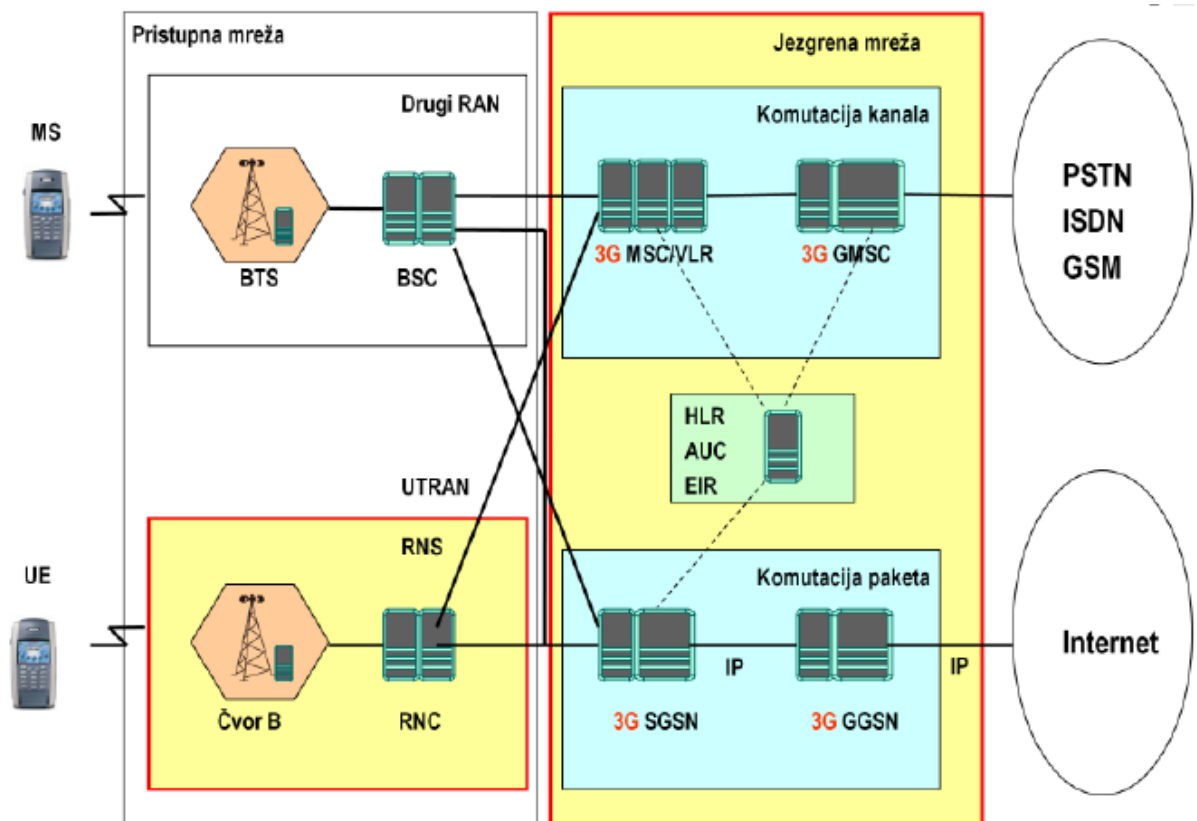 Pristupna mreža
Jezgrena mreža
Drugi RAN
Komutacija kanala
MS
BTS
BSC
3G MSC/VLR
3G GMSC
PSTN
ISDN
GSM
HLR
AUC
EIR
UTRAN
RNS
Komutacija paketa
UE
Čvor B
RNC
3G SGSN
IP
3G GGSN
IP
Internet